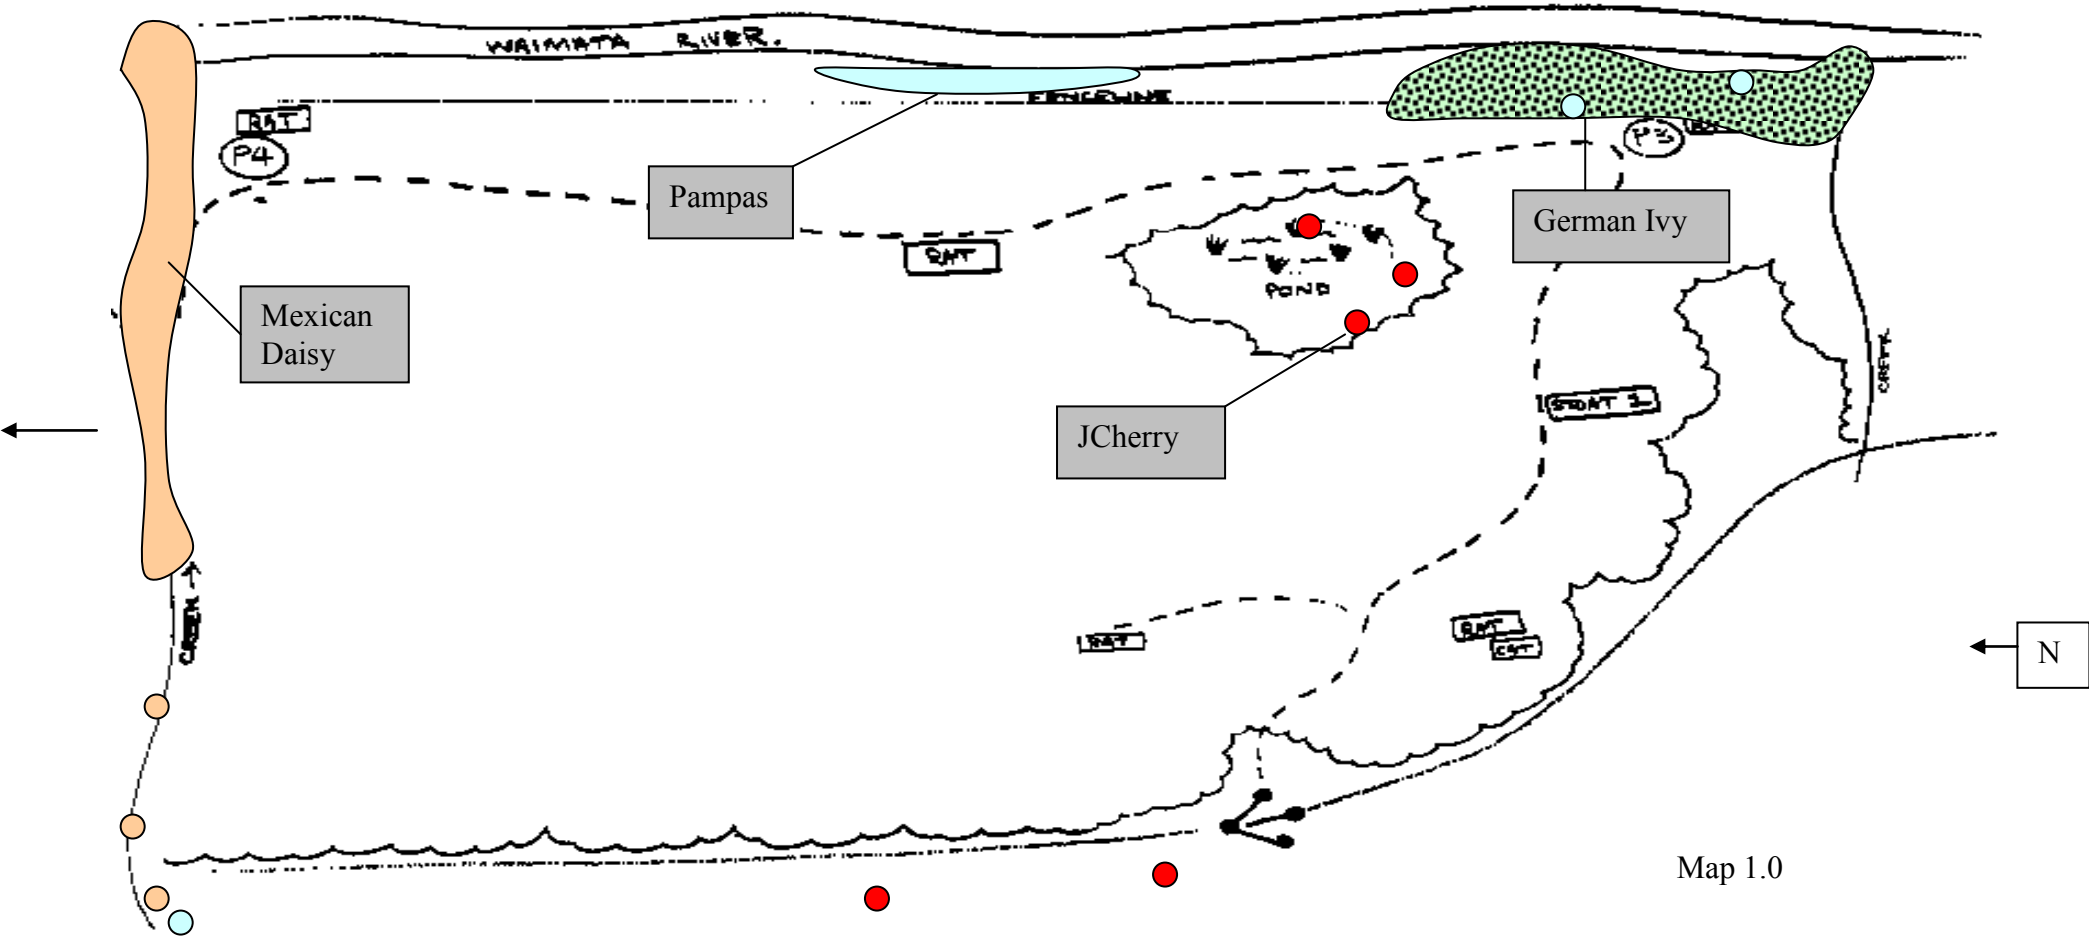 WAIMATA RIVER.
FENCELINE
RAT
P4
P3
Pampas
German Ivy
RAT
POND
Mexican
Daisy
CREEK
STOAT 1
JCherry
CREEK
RAT
RAT
CAT
N
Map 1.0